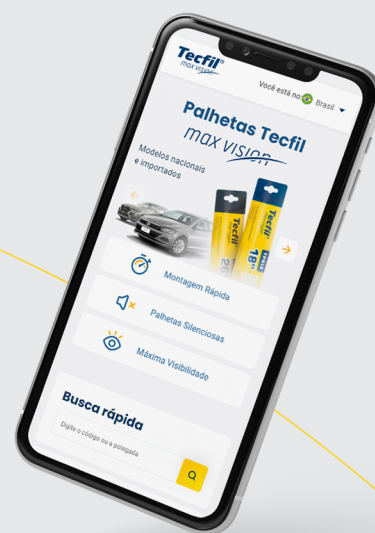 Tecfil®
max vision
Você está no:
Brasil
Palhetas Tecfil
max vision
Modelos nacionais
e importados
Tecfil
Tecfil
18"
Montagem Rápida
Palhetas Silenciosas
Máxima Visibilidade
Busca rápida
Digite o código ou a polegada